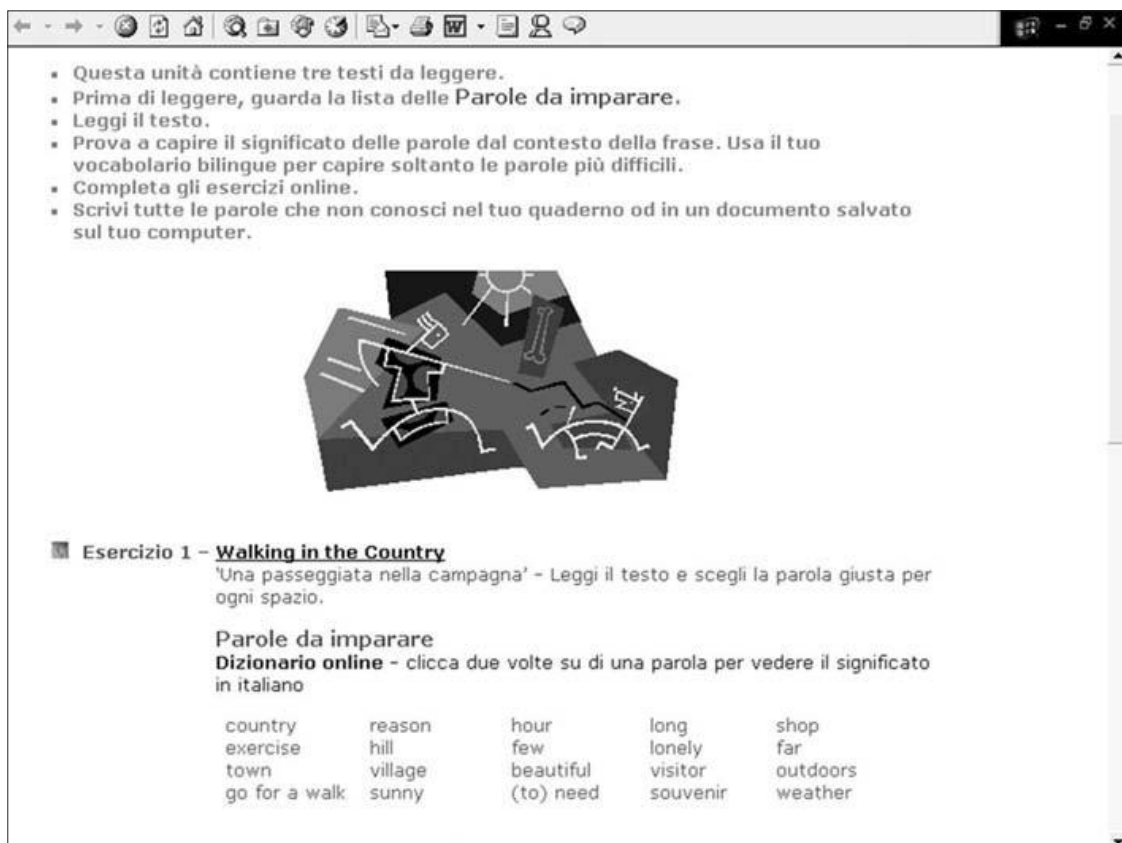 Questa unità contiene tre testi da leggere.
Prima di leggere, guarda la lista delle Parole da imparare.
Leggi il testo.
Prova a capire il significato delle parole dal contesto della frase. Usa il tuo
vocabolario bilingue per capire soltanto le parole più difficili.
Completa gli esercizi online.
Scrivi tutte le parole che non conosci nel tuo quaderno od in un documento salvato
sul tuo computer.
Esercizio 1 – Walking in the Country
'Una passeggiata nella campagna' – Leggi il testo e scegli la parola giusta per
ogni spazio.
Parole da imparare
Dizionario online – clicca due volte su di una parola per vedere il significato
in italiano
country reason hour long shop
exercise hill few lonely far
town village beautiful visitor outdoors
go for a walk sunny (to) need souvenir weather